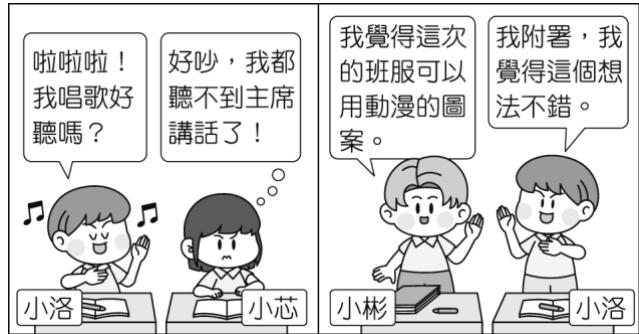 啦啦啦！
我唱歌好
聽嗎？
好吵，我都
聽不到主席
講話了！
小洛
小芯
我覺得這次
的班服可以
用動漫的圖
案。
我附署，我
覺得這個想
法不錯。
小彬
小洛